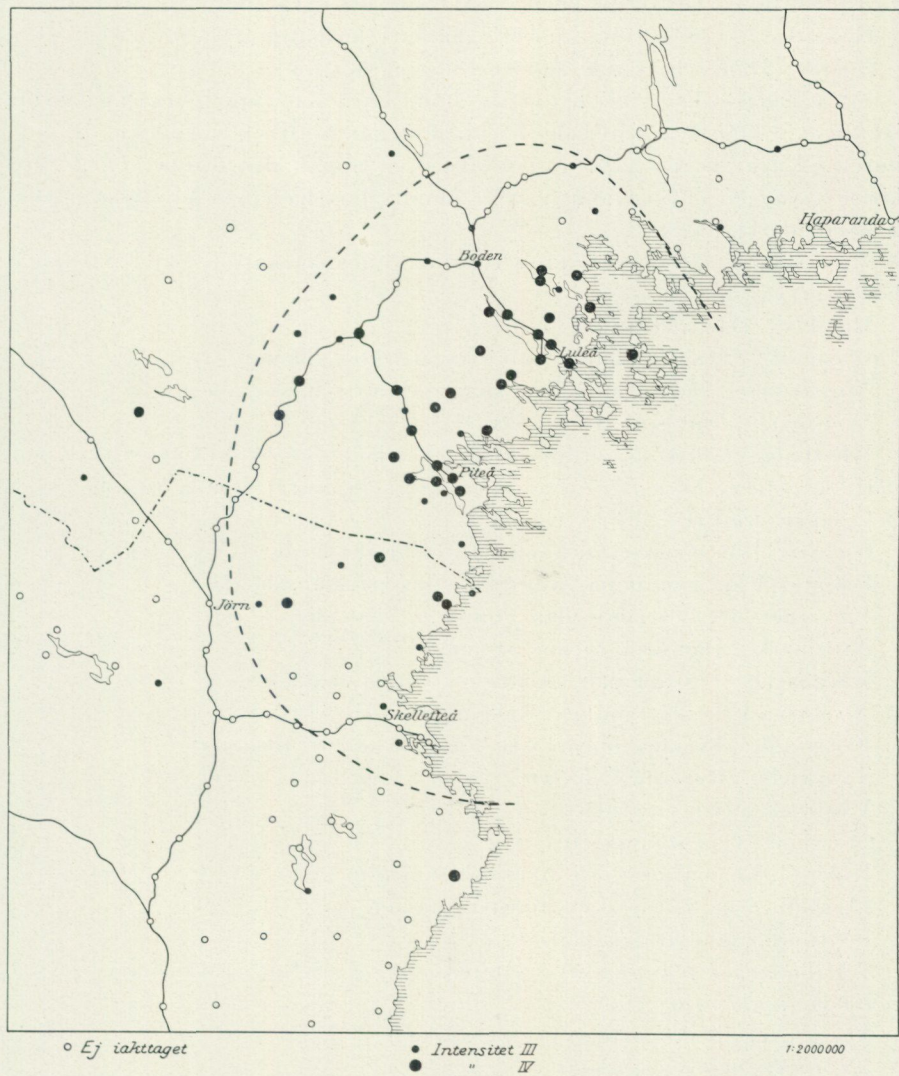 Haparanda
Boden
Luleå
Piteå
Jörn
Skellefteå
○ Ej iakttaget
● Intensitet III
● " IV
1:2000000